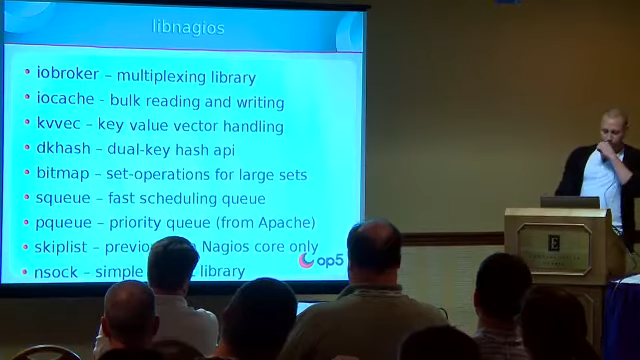 libnagios
iobroker – multiplexing library
iocache - bulk reading and writing
kvvec – key value vector handling
dkhash – dual-key hash api
bitmap – set-operations for large sets
squeue – fast scheduling queue
pqueue – priority queue (from Apache)
skiplist – Nagios core only
nsock – simple library
op5
E